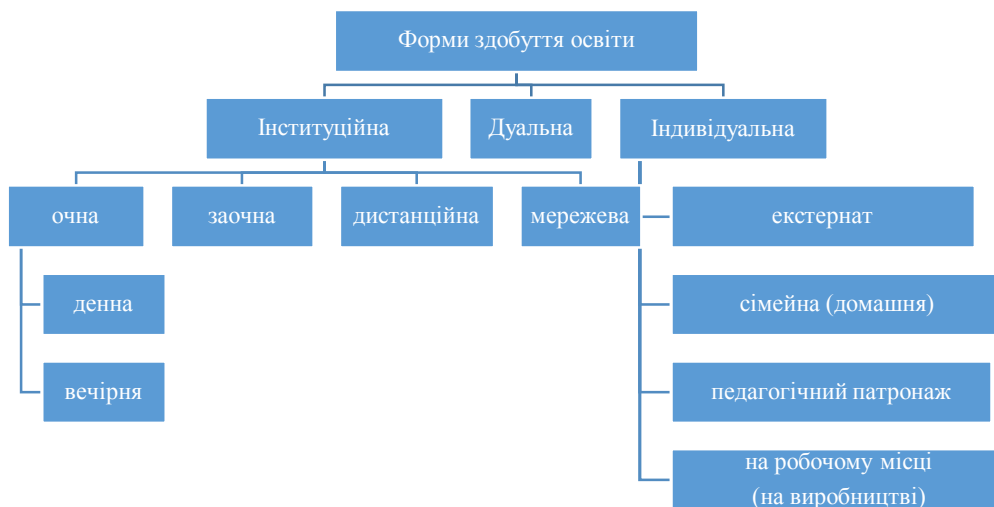 Форми здобуття освіти
Інституційна
Дуальна
Індивідуальна
очна
заочна
дистанційна
мережева
екстернат
денна
сімейна (домашня)
вечірня
педагогічний патронаж
на робочому місці
(на виробництві)